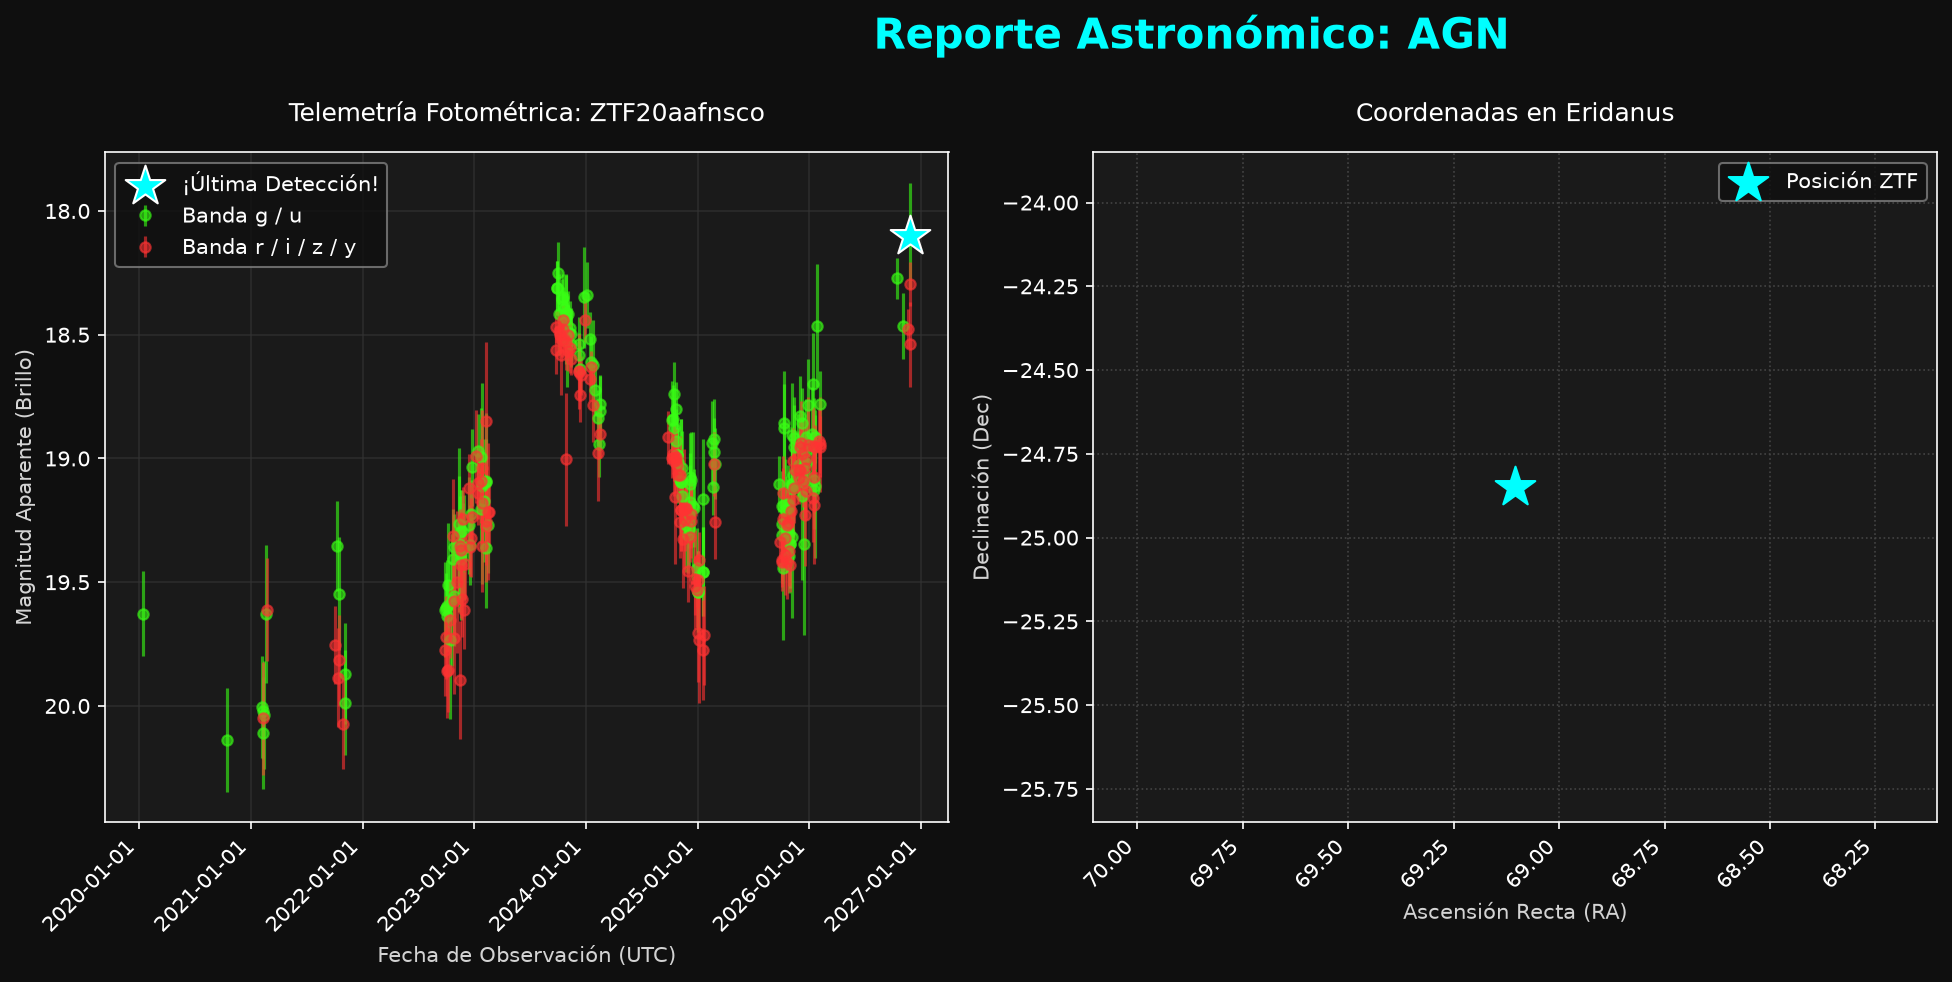 Reporte Astronómico: AGN
Telemetría Fotométrica: ZTF20aafnsco
¡Última Detección!
Banda g / u
Banda r / i / z / y
Magnitud Aparente (Brillo)
18.0
18.5
19.0
19.5
20.0
2020-01-01
2021-01-01
2022-01-01
2023-01-01
2024-01-01
2025-01-01
2026-01-01
2027-01-01
Fecha de Observación (UTC)
Coordenadas en Eridanus
Posición ZTF
Declinación (Dec)
−24.00
−24.25
−24.50
−24.75
−25.00
−25.25
−25.50
−25.75
70.00
69.75
69.50
69.25
69.00
68.75
68.50
68.25
Ascensión Recta (RA)